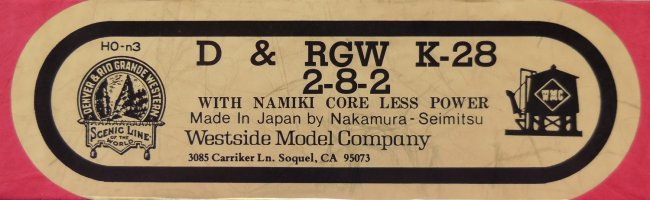 HO-n3
D & RGW K-28
2-8-2
WITH NAMIKI CORE LESS POWER
Made In Japan by Nakamura-Seimitsu
Westside Model Company
3085 Carriker Ln. Soquel, CA 95073
DENVER & RIO GRANDE WESTERN
SCENIC LINE
OF THE
WORLD
WMC